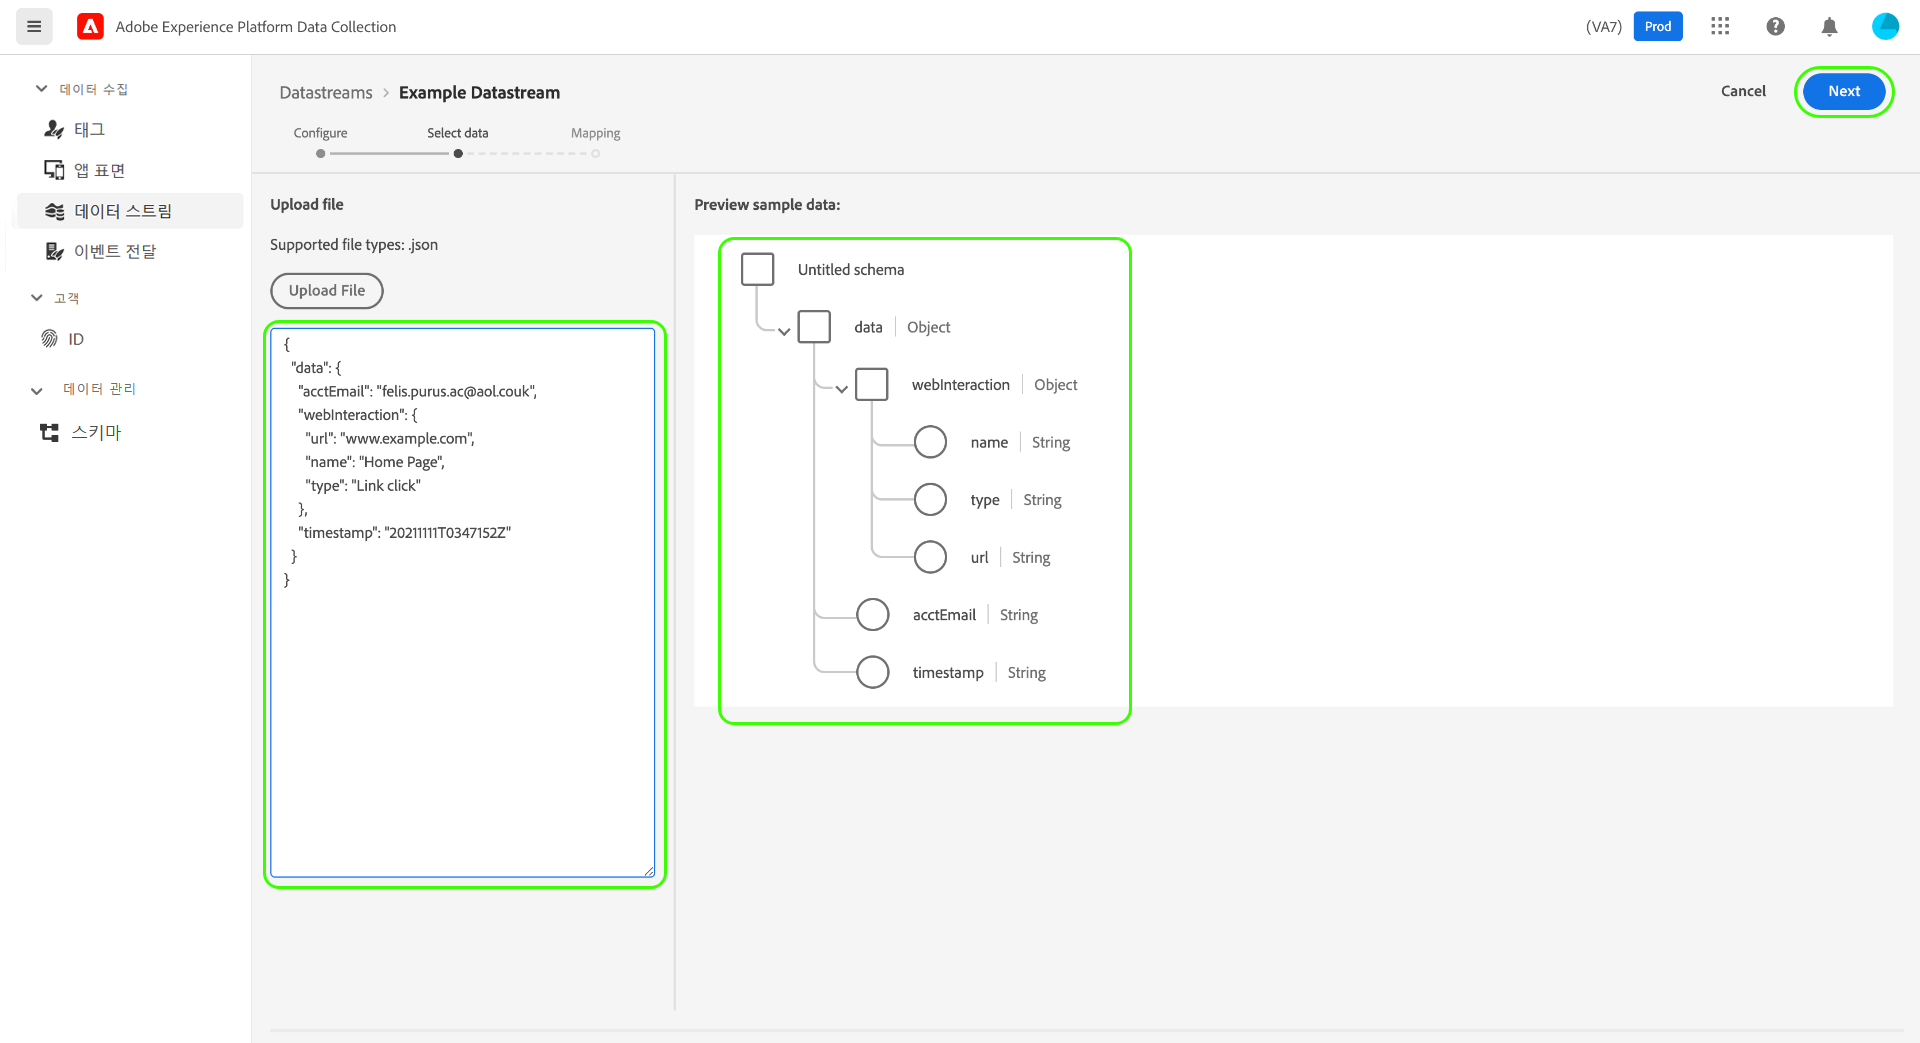 Adobe Experience Platform Data Collection
(VA7) Prod
데이터 수집
태그
앱 표면
데이터 스트림
이벤트 전달
고객
ID
데이터 관리
스키마
Datastreams > Example Datastream
Cancel Next
Configure Select data Mapping
Upload file
Supported file types: .json
Upload File
{
"data": {
"acctEmail": "felis.purus.ac@aol.couk",
"webInteraction": {
"url": "www.example.com",
"name": "Home Page",
"type": "Link click"
},
"timestamp": "20211111T0347152Z"
}
}
Preview sample data:
Untitled schema
data Object
webInteraction Object
name String
type String
url String
acctEmail String
timestamp String